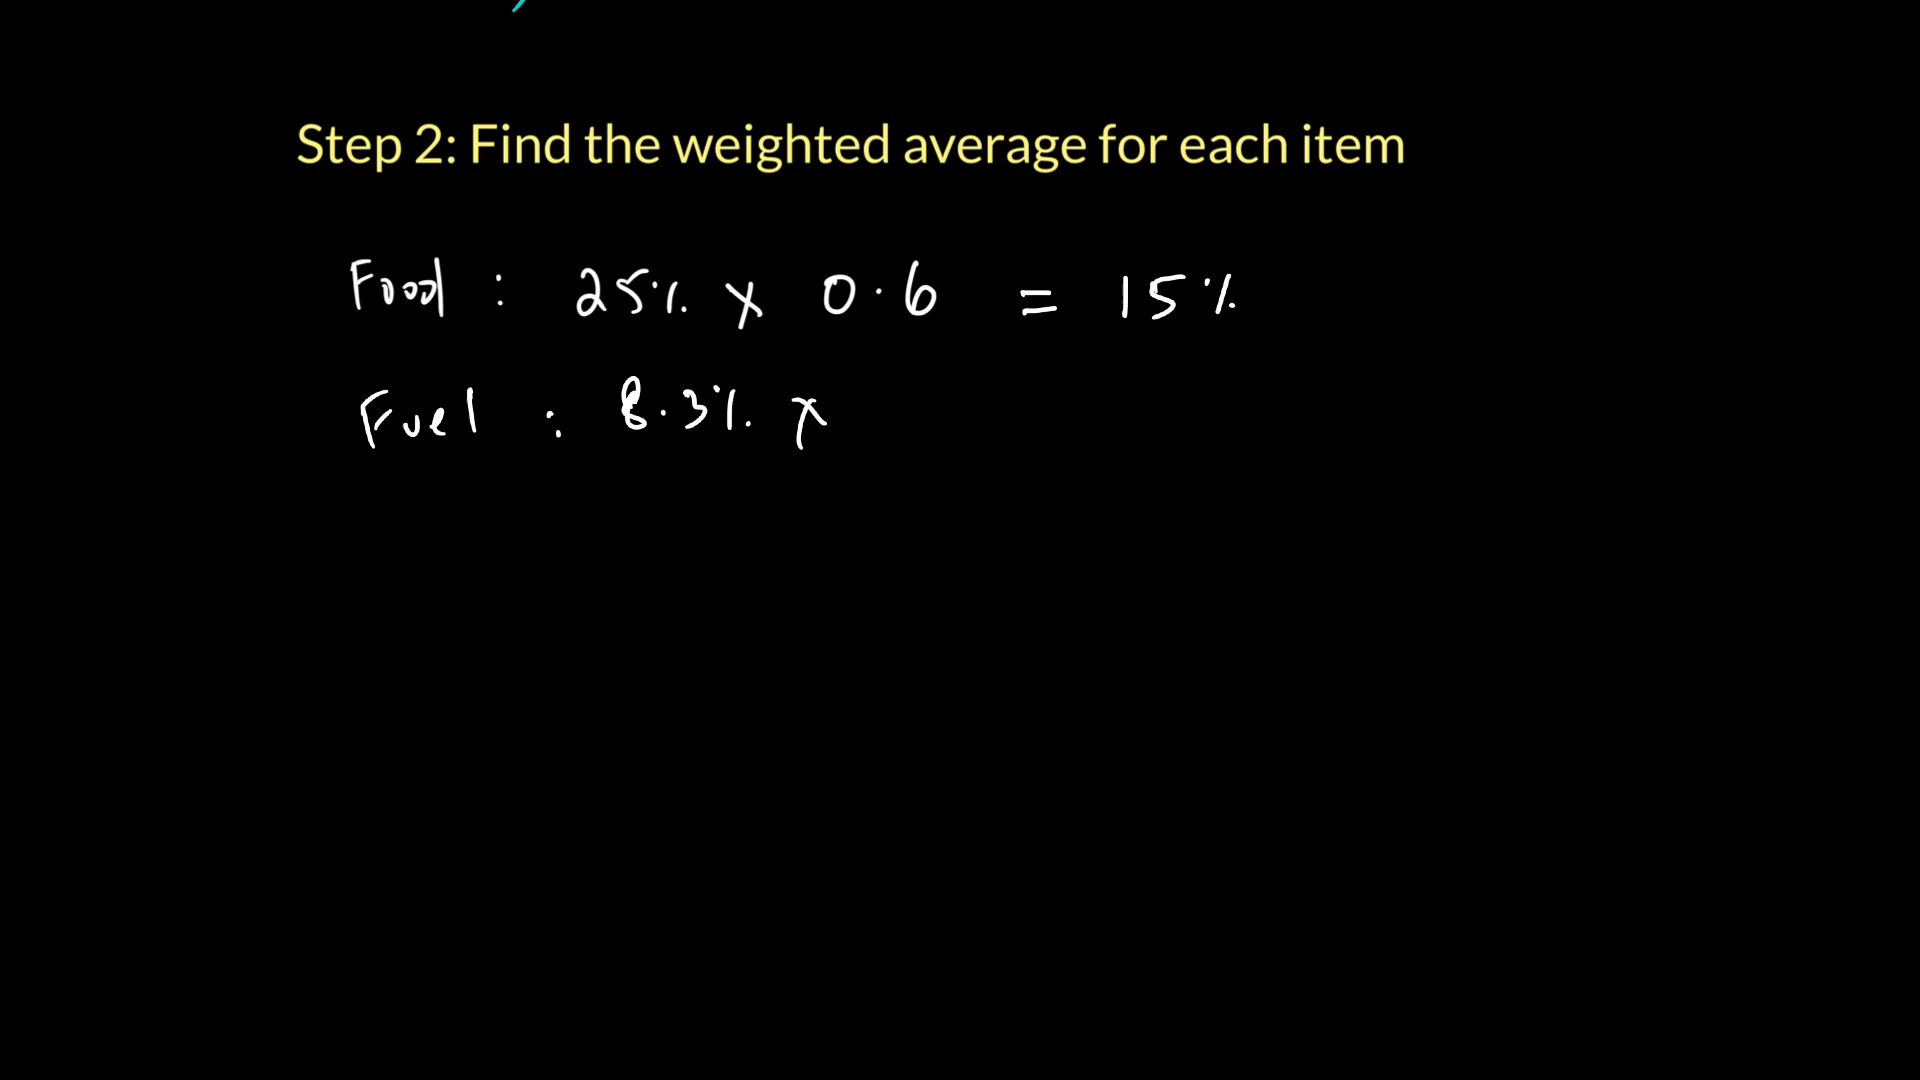 Step 2: Find the weighted average for each item
Food : 25% x 0.6 = 15%
Fuel : 8.3% x